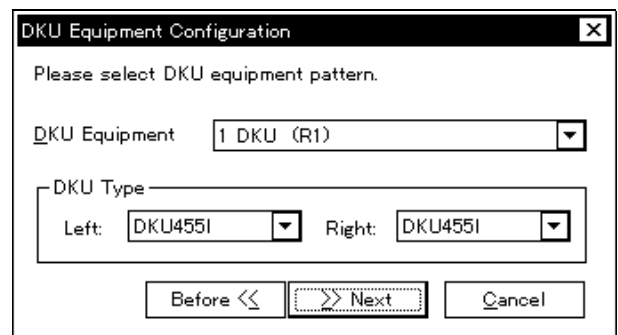 DKU Equipment Configuration X
Please select DKU equipment pattern.
DKU Equipment 1 DKU (R1)
DKU Type
Left: DKU455I Right: DKU455I
Before << >> Next Cancel